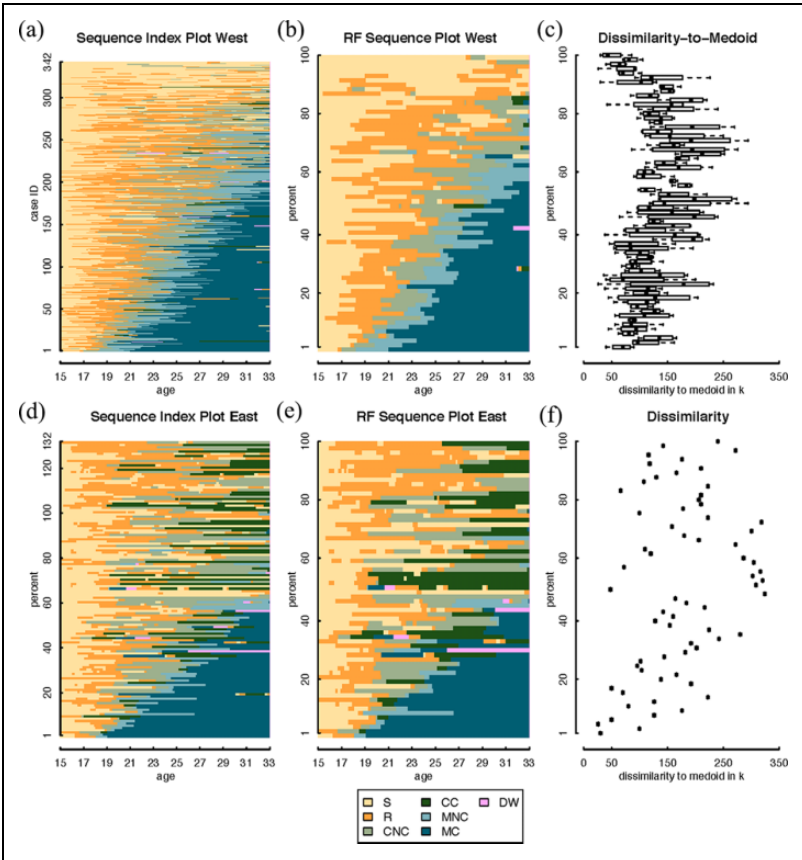 (a) Sequence Index Plot West
342
300
250
200
150
100
50
1
case ID
15 17 19 21 23 25 27 29 31 33
age
(b) RF Sequence Plot West
100
80
60
40
20
1
percent
15 17 19 21 23 25 27 29 31 33
age
(c) Dissimilarity-to-Medoid
100
80
60
40
20
1
percent
0 50 150 250 350
dissimilarity to medoid in k
(d) Sequence Index Plot East
132
120
100
80
60
40
20
1
percent
15 17 19 21 23 25 27 29 31 33
age
(e) RF Sequence Plot East
100
80
60
40
20
1
percent
15 17 19 21 23 25 27 29 31 33
age
(f) Dissimilarity
100
80
60
40
20
1
percent
0 50 150 250 350
dissimilarity to medoid in k
S CC DW
R MNC
CNC MC